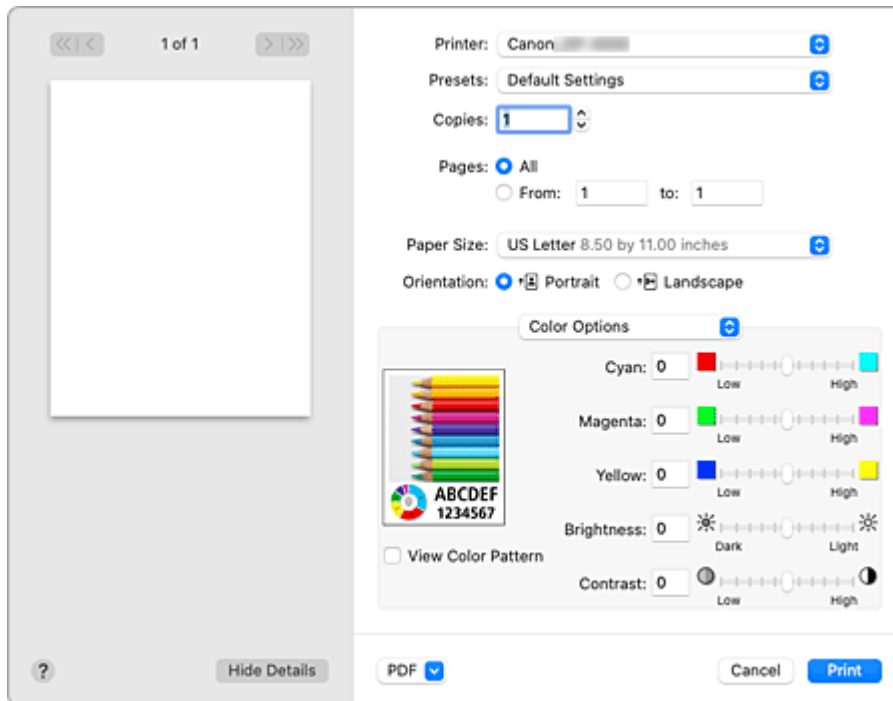 1 of 1
Printer: Canon
Presets: Default Settings
Copies: 1
Pages: All
From: 1 to: 1
Paper Size: US Letter 8.50 by 11.00 inches
Orientation: Portrait Landscape
Color Options
Cyan: 0
Low High
Magenta: 0
Low High
Yellow: 0
Low High
Brightness: 0
Dark Light
Contrast: 0
Low High
ABCDEF
1234567
View Color Pattern
? Hide Details PDF Cancel Print